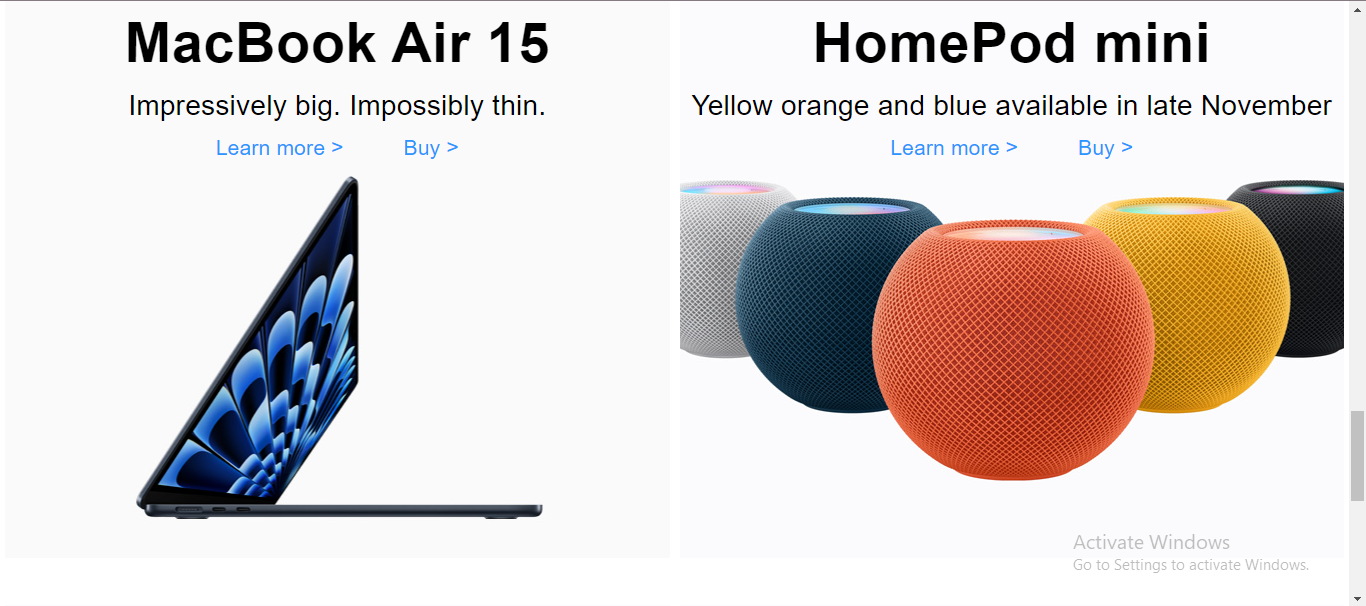 MacBook Air 15
Impressively big. Impossibly thin.
Learn more >
Buy >
HomePod mini
Yellow orange and blue available in late November
Learn more >
Buy >
Activate Windows
Go to Settings to activate Windows.